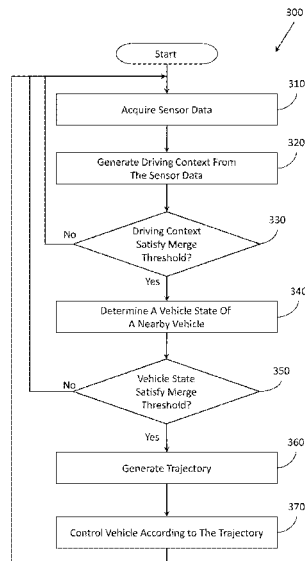 300
Start
310
Acquire Sensor Data
320
Generate Driving Context From
The Sensor Data
330
Driving Context
Satisfy Merge
Threshold?
No
Yes
340
Determine A Vehicle State Of
A Nearby Vehicle
350
Vehicle State
Satisfy Merge
Threshold?
No
Yes
360
Generate Trajectory
370
Control Vehicle According to The Trajectory